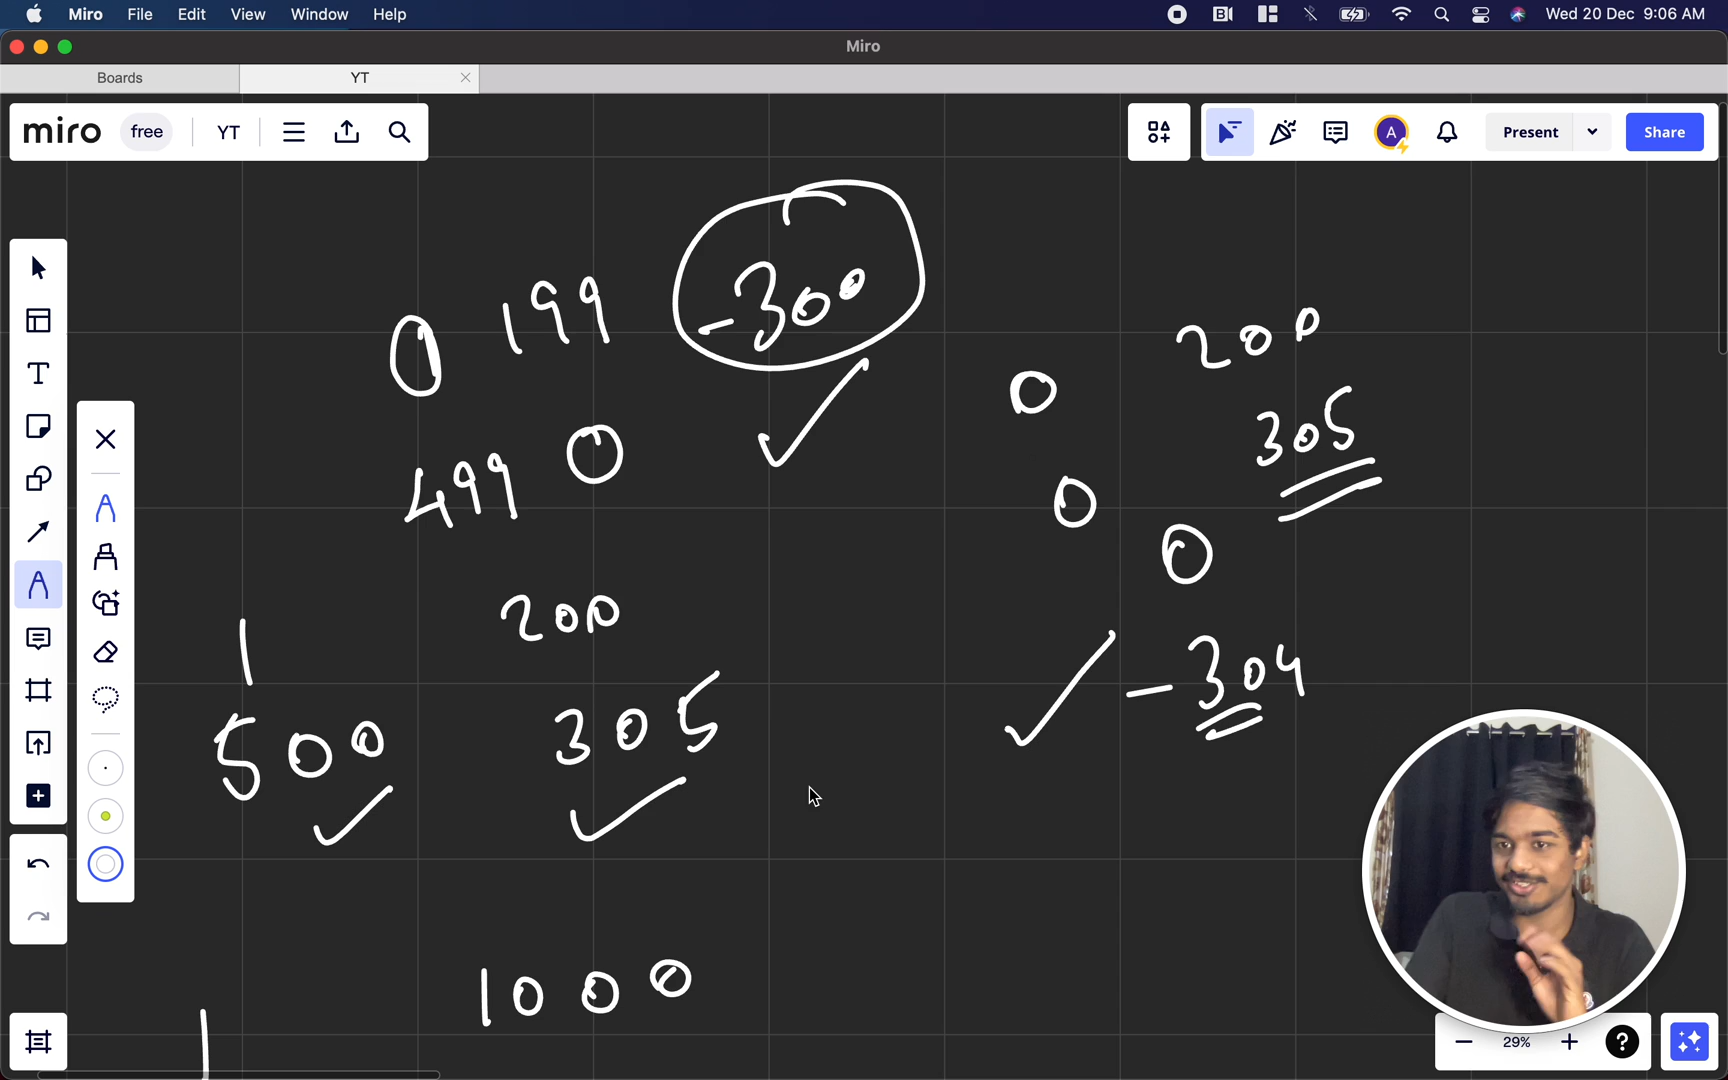 Miro File Edit View Window Help
Wed 20 Dec 9:06 AM
Miro
Boards
YT
miro free YT
Present
Share
0 199 -300
499 0
200
305
0
0
0
-304
200
1
500
305
1000
1
29%